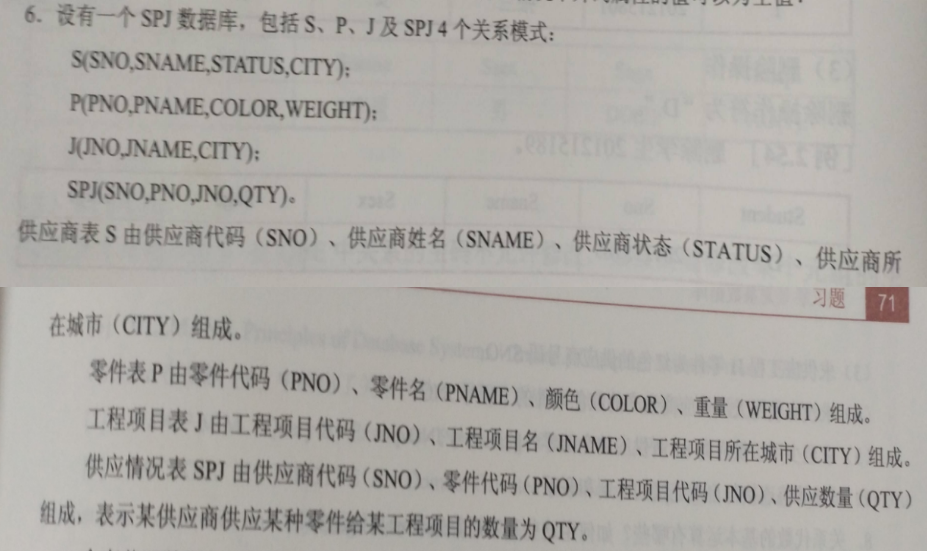 6. 设有一个 SPJ 数据库，包括 S、P、J 及 SPJ 4 个关系模式：
S(SNO,SNAME,STATUS,CITY);
P(PNO,PNAME,COLOR,WEIGHT);
J(JNO,JNAME,CITY);
SPJ(SNO,PNO,JNO,QTY)。
供应商表 S 由供应商代码（SNO）、供应商姓名（SNAME）、供应商状态（STATUS）、供应商所
习题 71
在城市（CITY）组成。
零件表 P 由零件代码（PNO）、零件名（PNAME）、颜色（COLOR）、重量（WEIGHT）组成。
工程项目表 J 由工程项目代码（JNO）、工程项目名（JNAME）、工程项目所在城市（CITY）组成。
供应情况表 SPJ 由供应商代码（SNO）、零件代码（PNO）、工程项目代码（JNO）、供应数量（QTY）
组成，表示某供应商供应某种零件给某工程项目的数量为 QTY。